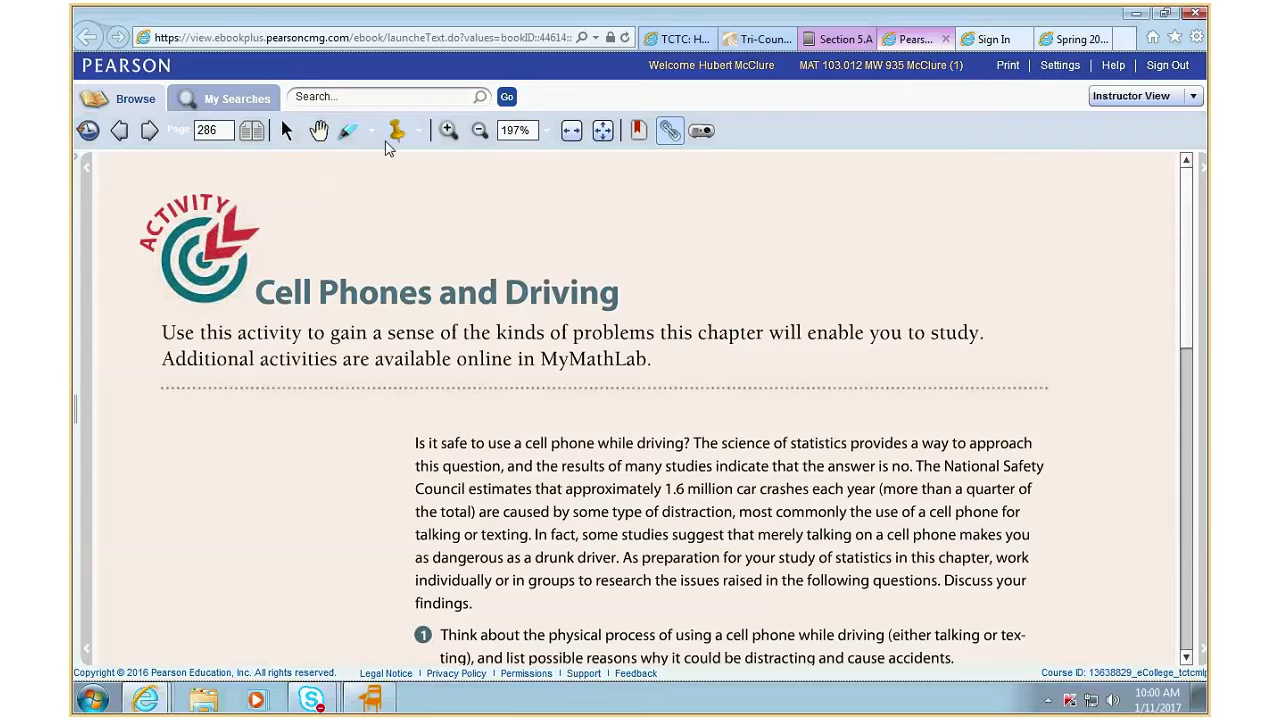 https://view.ebookplus.pearsoncmg.com/ebook/launcheText.do?values=bookID::44614::
TCTC: H...
Tri-Coun...
Section 5.A
Pears...
Sign In
Spring 20...
PEARSON
Welcome Hubert McClure
MAT 103.012 MW 935 McClure (1)
Print
Settings
Help
Sign Out
Browse
My Searches
Search...
Go
Instructor View
Page
286
197%
ACTIVITY
Cell Phones and Driving
Use this activity to gain a sense of the kinds of problems this chapter will enable you to study.
Additional activities are available online in MyMathLab.
Is it safe to use a cell phone while driving? The science of statistics provides a way to approach
this question, and the results of many studies indicate that the answer is no. The National Safety
Council estimates that approximately 1.6 million car crashes each year (more than a quarter of
the total) are caused by some type of distraction, most commonly the use of a cell phone for
talking or texting. In fact, some studies suggest that merely talking on a cell phone makes you
as dangerous as a drunk driver. As preparation for your study of statistics in this chapter, work
individually or in groups to research the issues raised in the following questions. Discuss your
findings.
1 Think about the physical process of using a cell phone while driving (either talking or tex-
ting), and list possible reasons why it could be distracting and cause accidents.
Copyright © 2016 Pearson Education, Inc. All rights reserved.
Legal Notice | Privacy Policy | Permissions | Support | Feedback
Course ID: 13638829_eCollege_tctcml
10:00 AM
1/11/2017